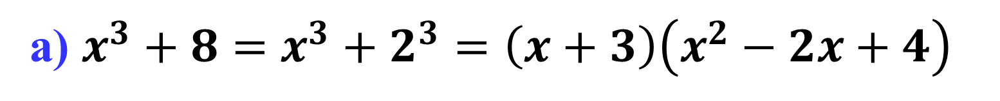 a) x³ + 8 = x³ + 2³ = (x + 3)(x² − 2x + 4)